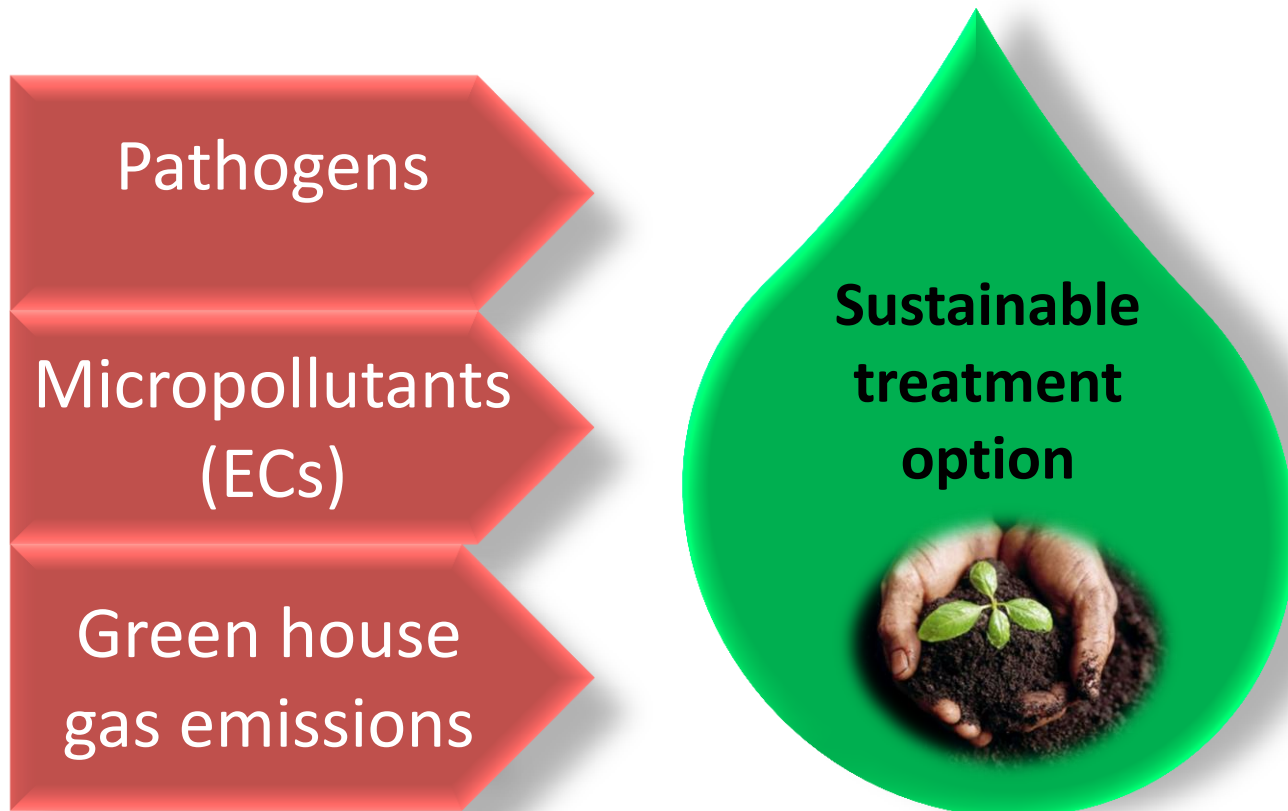 Pathogens
Micropollutants
(ECs)
Green house
gas emissions
Sustainable
treatment
option